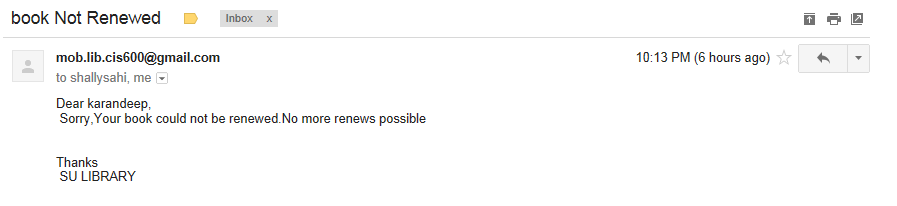 book Not Renewed
Inbox x
mob.lib.cis600@gmail.com
10:13 PM (6 hours ago)
to shallysahi, me
Dear karandeep,
Sorry,Your book could not be renewed.No more renews possible
Thanks
SU LIBRARY